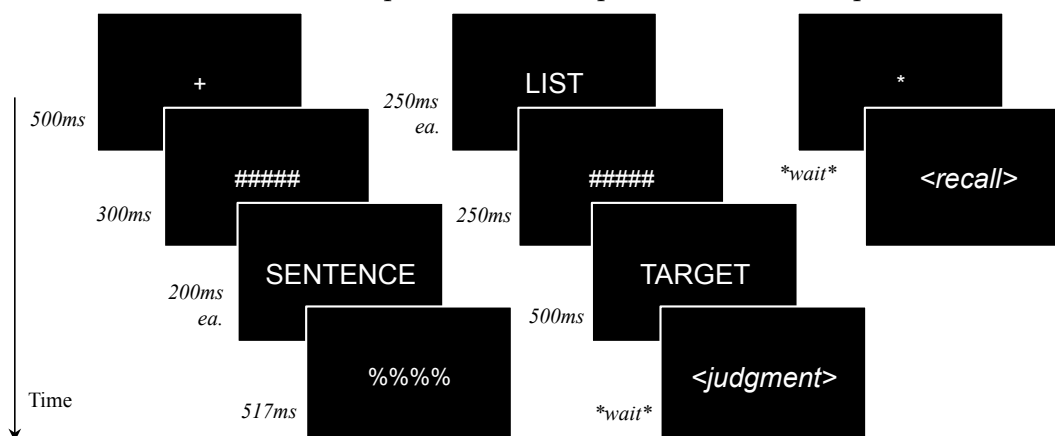 +
500ms
#####
300ms
SENTENCE
200ms
ea.
%%%%
517ms
LIST
250ms
ea.
#####
250ms
TARGET
500ms
<judgment>
*wait*
*
*wait*
<recall>
Time